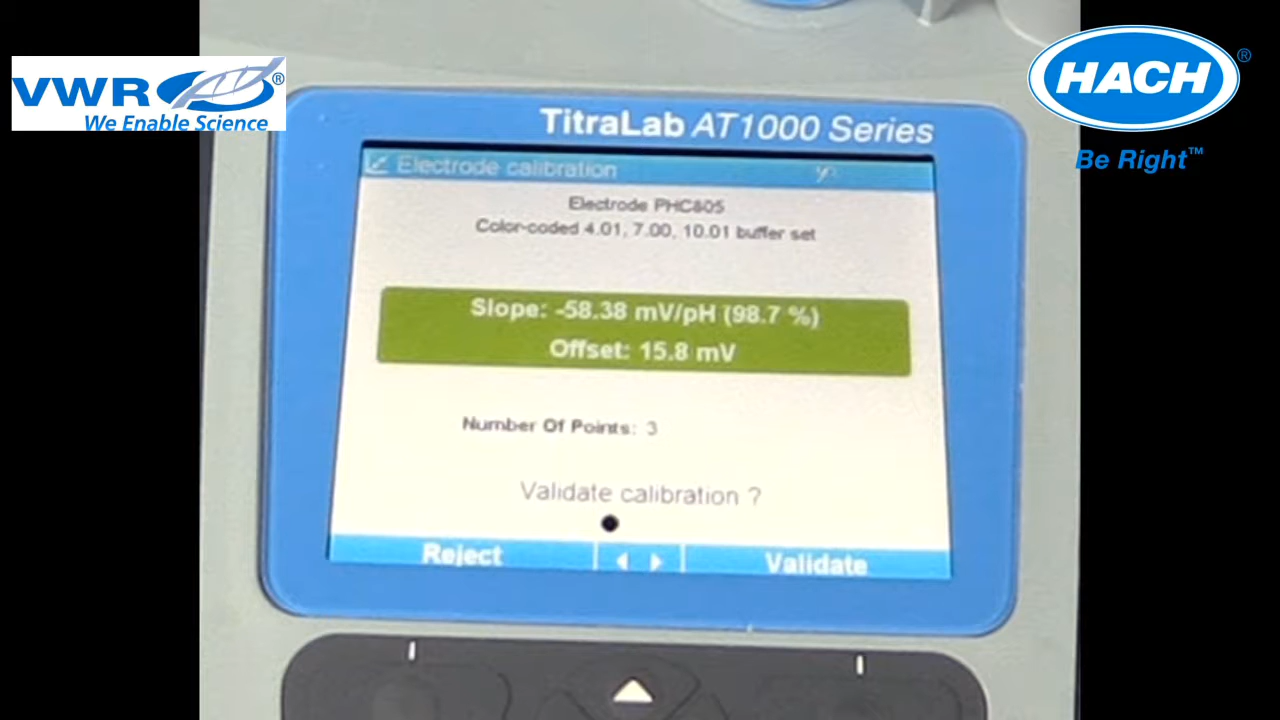 VWR®
We Enable Science
HACH®
Be Right™
TitraLab AT1000 Series
Electrode calibration
Electrode PHC805
Color-coded 4.01, 7.00, 10.01 buffer set
Slope: -58.38 mV/pH (98.7 %)
Offset: 15.8 mV
Number Of Points: 3
Validate calibration ?
Reject
Validate